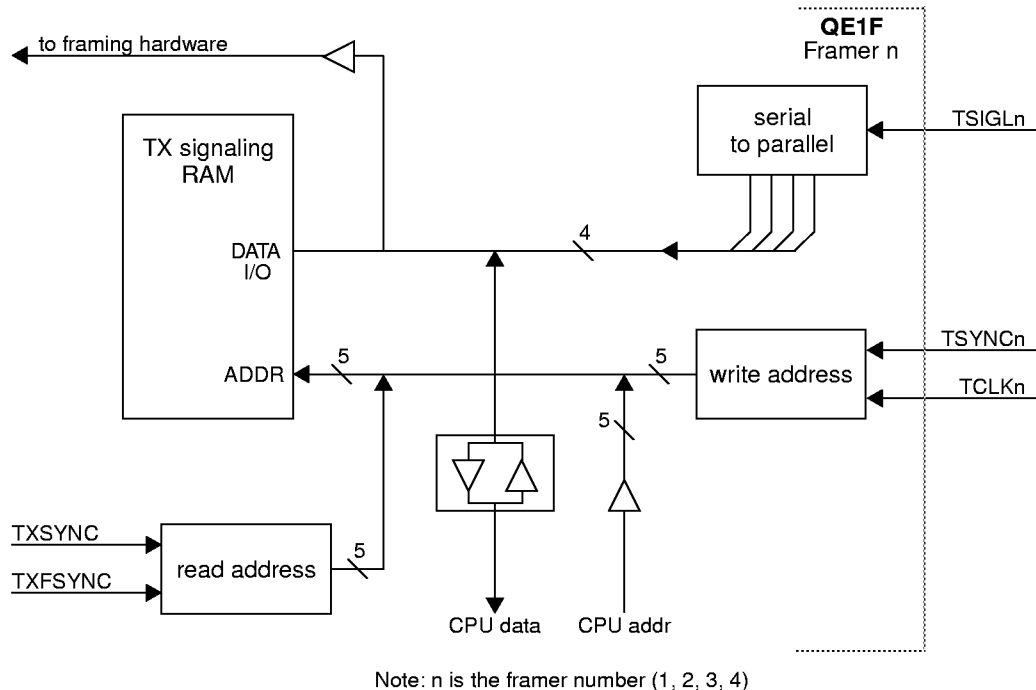 QE1F
Framer n
to framing hardware
TX signaling
RAM
serial
to parallel
TSIGLn
DATA
I/O
4
ADDR
5
5
write address
TSYNCn
TCLKn
5
TXSYNC
TXFSYNC
read address
5
CPU data
CPU addr
Note: n is the framer number (1, 2, 3, 4)